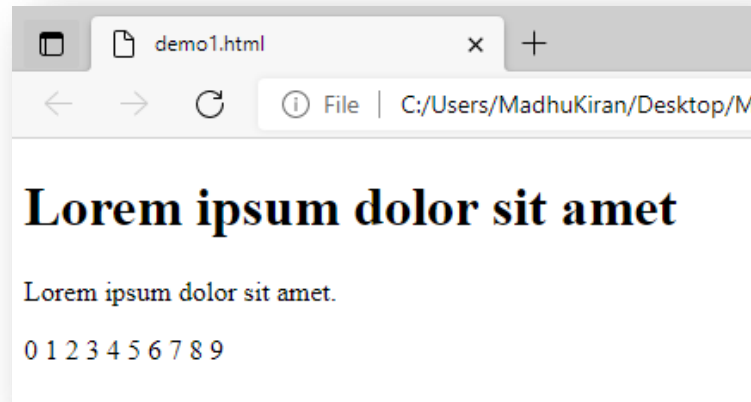 demo1.html
File C:/Users/MadhuKiran/Desktop/M
Lorem ipsum dolor sit amet
Lorem ipsum dolor sit amet.
0 1 2 3 4 5 6 7 8 9